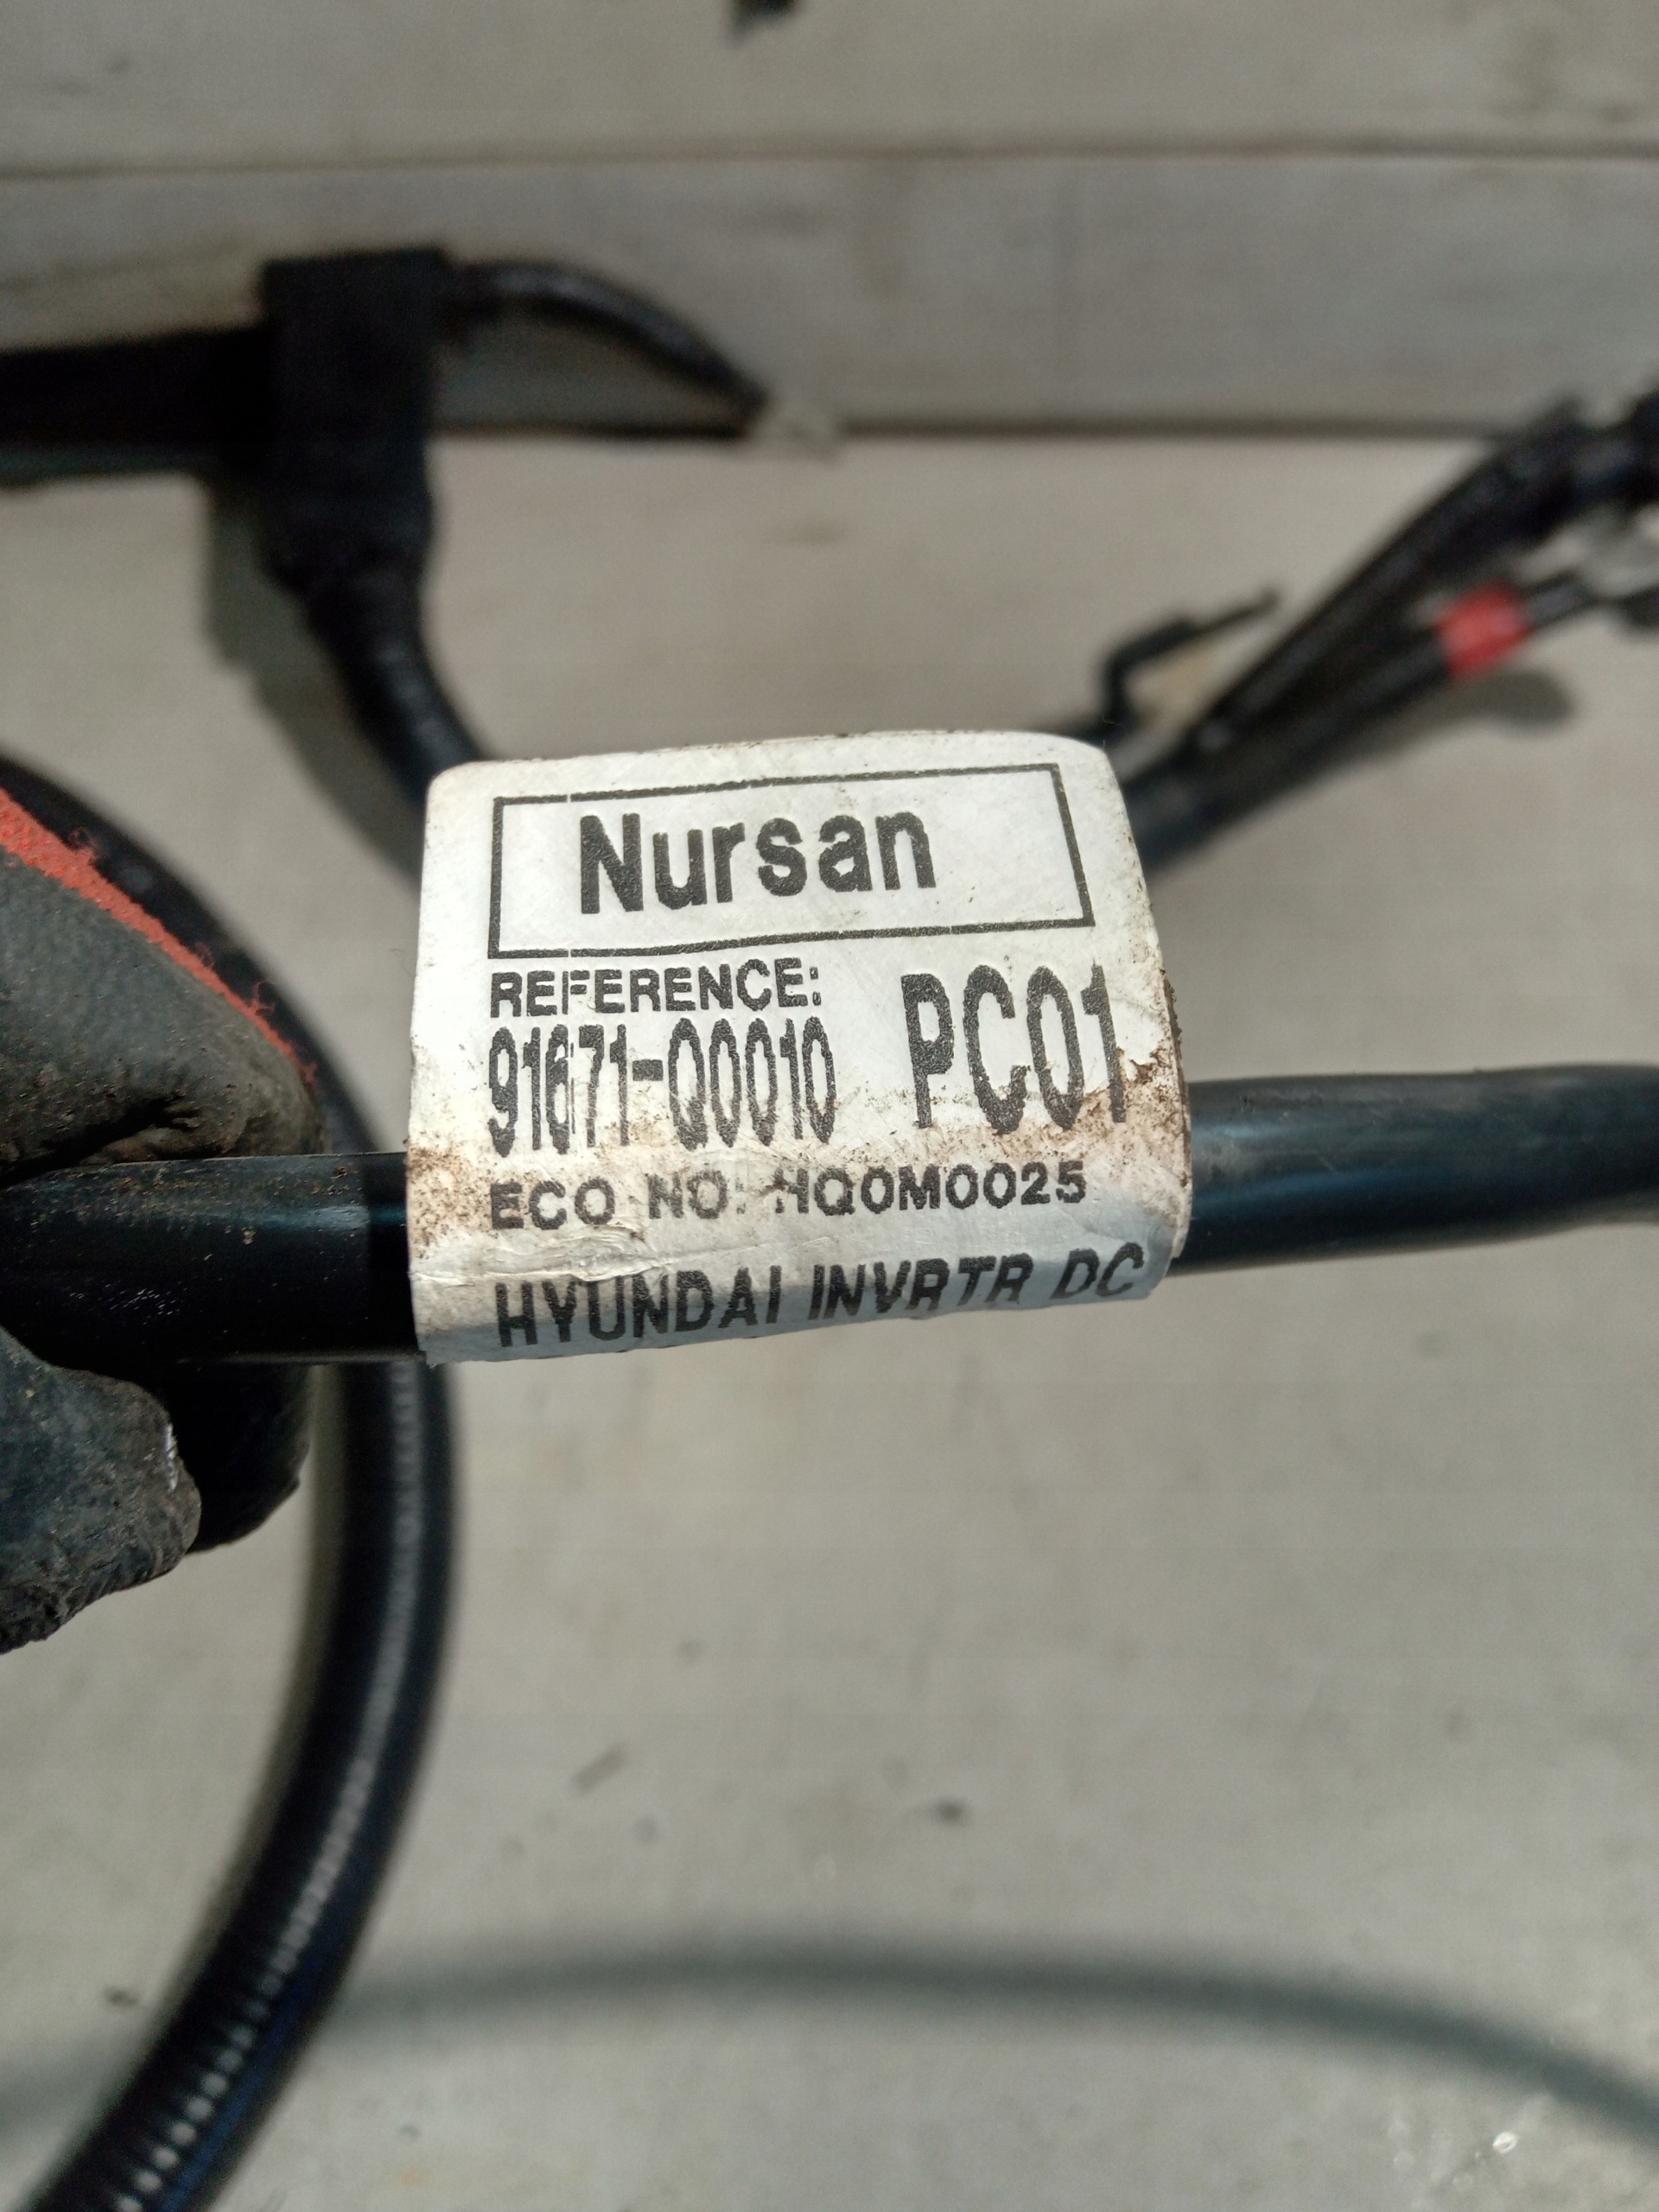 Nursan
REFERENCE:
91671-Q0010 PC01
ECO NO: HQ0M0025
HYUNDAI INVRTR DC